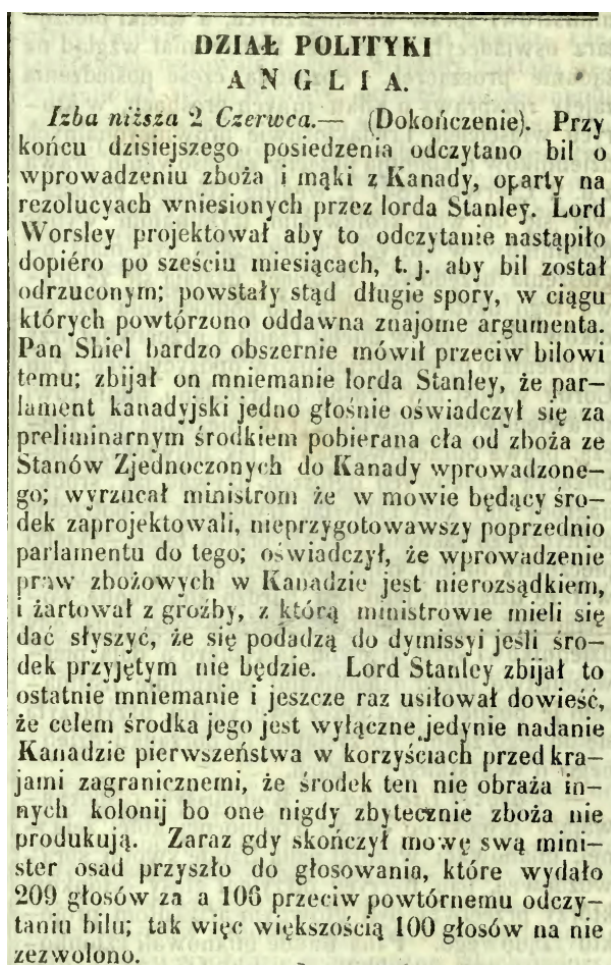 DZIAŁ POLITYKI
ANGLIA.
Izba niższa 2 Czerwca.— (Dokończenie). Przy
końcu dzisiejszego posiedzenia odczytano bil o
wprowadzeniu zboża i mąki z Kanady, oparty na
rezolucyach wniesionych przez lorda Stanley. Lord
Worsley projektował aby to odczytanie nastąpiło
dopiéro po sześciu miesiącach, t. j. aby bil został
odrzuconym; powstały stąd długie spory, w ciągu
których powtórzono oddawna znajome argumenta.
Pan Shiel bardzo obszernie mówił przeciw bilowi
temu; zbijał on mniemanie lorda Stanley, że par—
lament kanadyjski jedno głośnie oświadczył się za
preliminarnym środkiem pobierana cła od zboża ze
Stanów Zjednoczonych do Kanady wprowadzone—
go; wyrzucał ministrom że w mowie będący śro—
dek zaprojektowali, nieprzygotowawszy poprzednio
parlamentu do tego; oświadczył, że wprowadzenie
praw zbożowych w Kanadzie jest nierozsądkiem,
i żartował z groźby, z którą ministrowie mieli się
dać słyszyć, że się podadzą do dymissyi jeśli śro—
dek przyjętym nie będzie. Lord Stanley zbijał to
ostatnie mniemanie i jeszcze raz usiłował dowieść,
że celem środka jego jest wyłączne jedynie nadanie
Kanadzie pierwszeństwa w korzyściach przed kra—
jami zagranicznemi, że środek ten nie obraża in—
nych kolonij bo one nigdy zbytecznie zboża nie
produkują. Zaraz gdy skończył mowę swą mini—
ster osad przyszło do głosowania, które wydało
209 głosów za a 106 przeciw powtórnemu odczy—
taniu bilu; tak więc większością 100 głosów na nie
zezwolono.